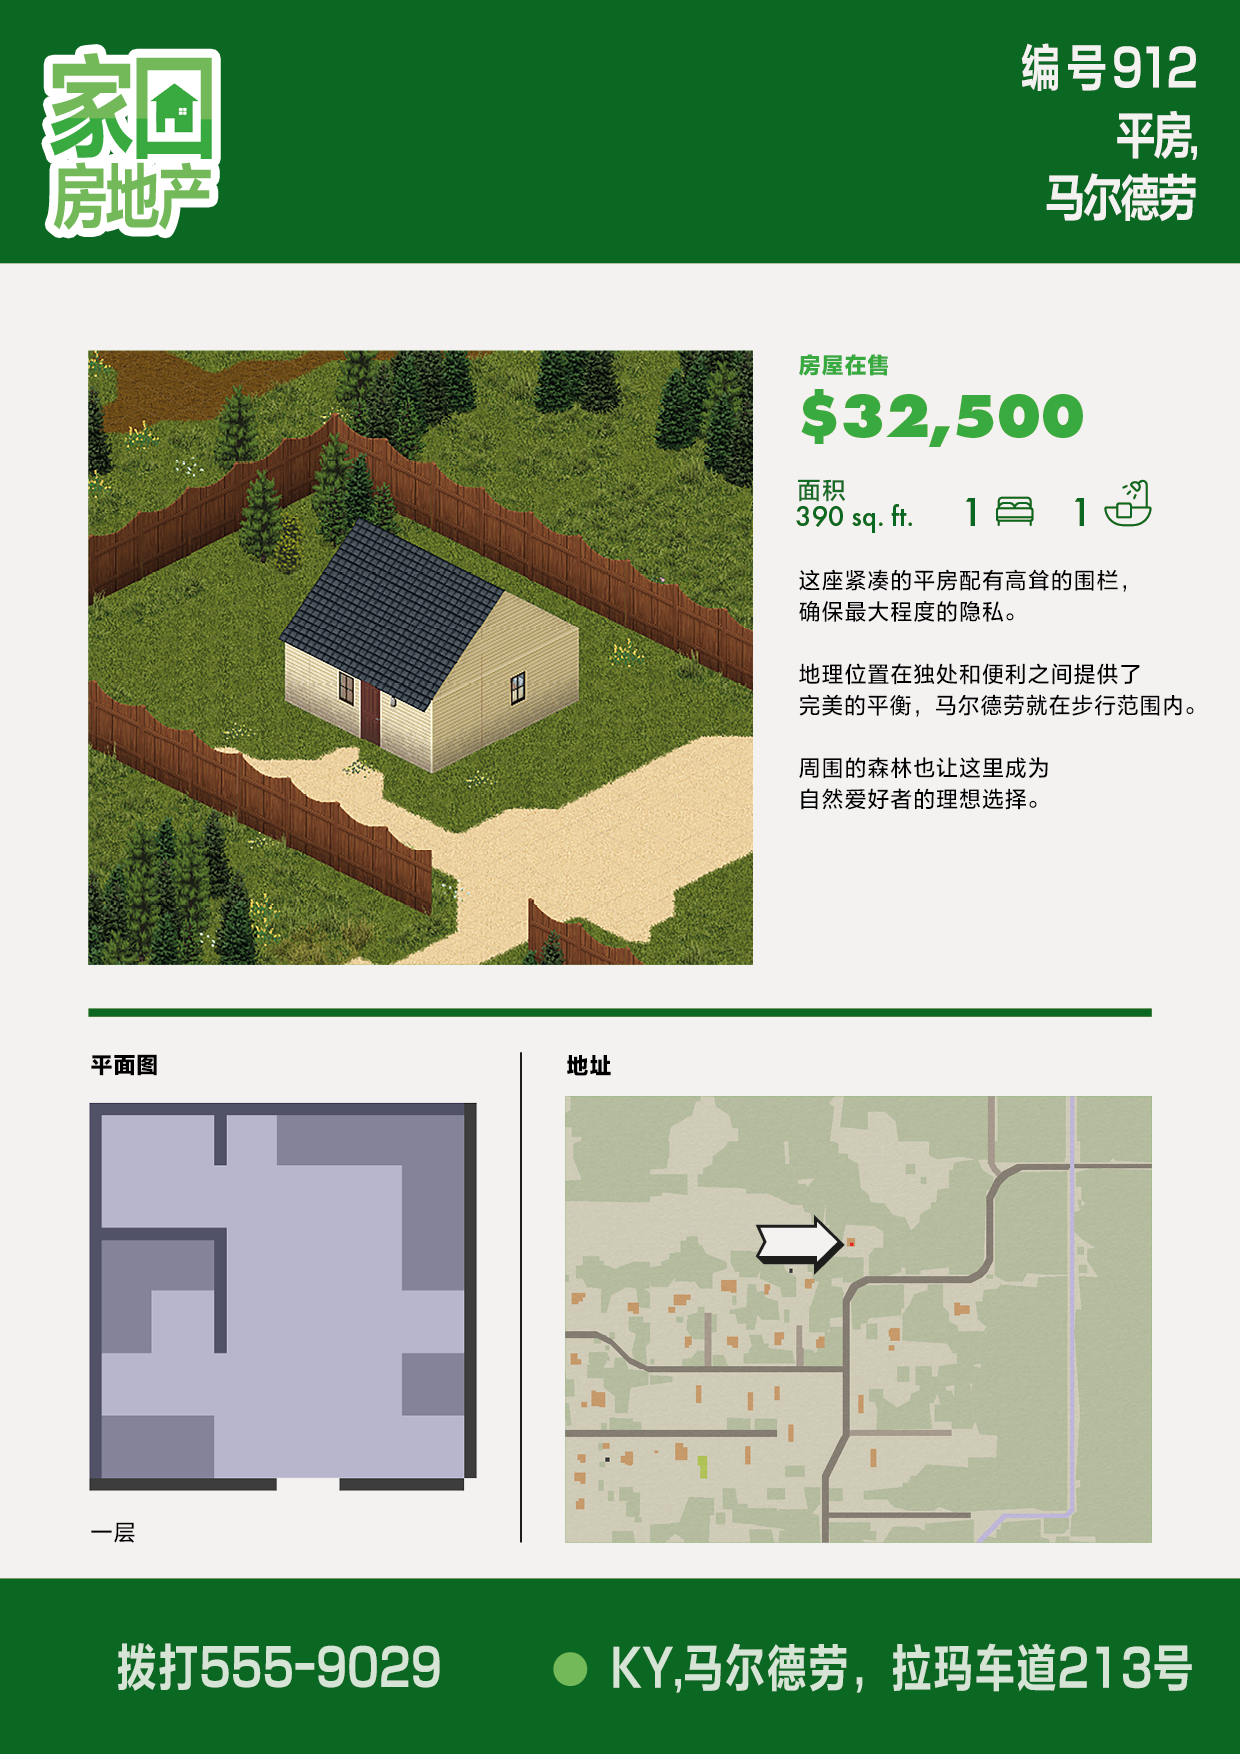 家园
房地产
编号912
平房,
马尔德劳
房屋在售
$32,500
面积
390 sq. ft.
1
1
这座紧凑的平房配有高耸的围栏，
确保最大程度的隐私。
地理位置在独处和便利之间提供了
完美的平衡，马尔德劳就在步行范围内。
周围的森林也让这里成为
自然爱好者的理想选择。
平面图
地址
一层
拨打555-9029
KY,马尔德劳，拉玛车道213号